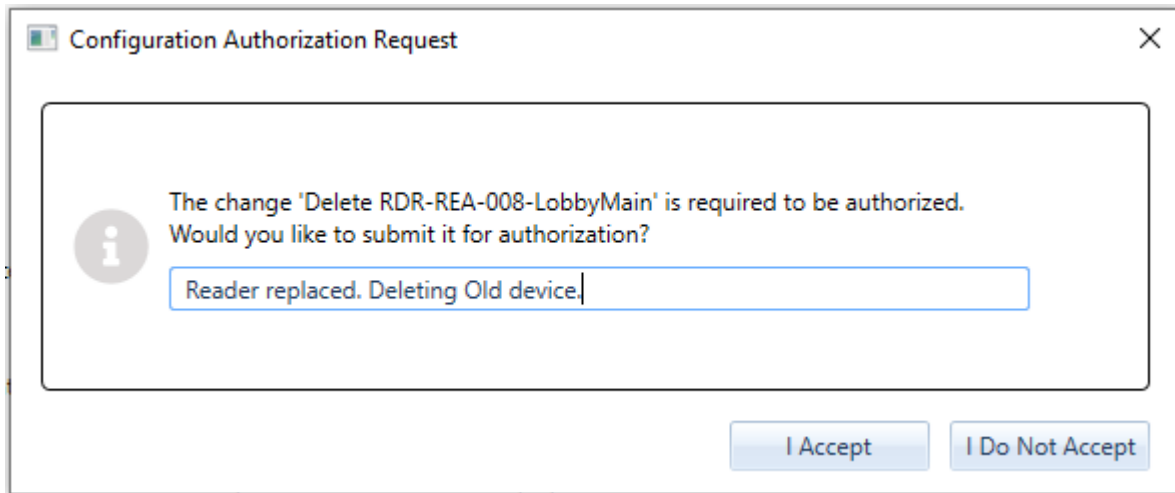 Configuration Authorization Request
The change 'Delete RDR-REA-008-LobbyMain' is required to be authorized.
Would you like to submit it for authorization?
Reader replaced. Deleting Old device.
I Accept
I Do Not Accept